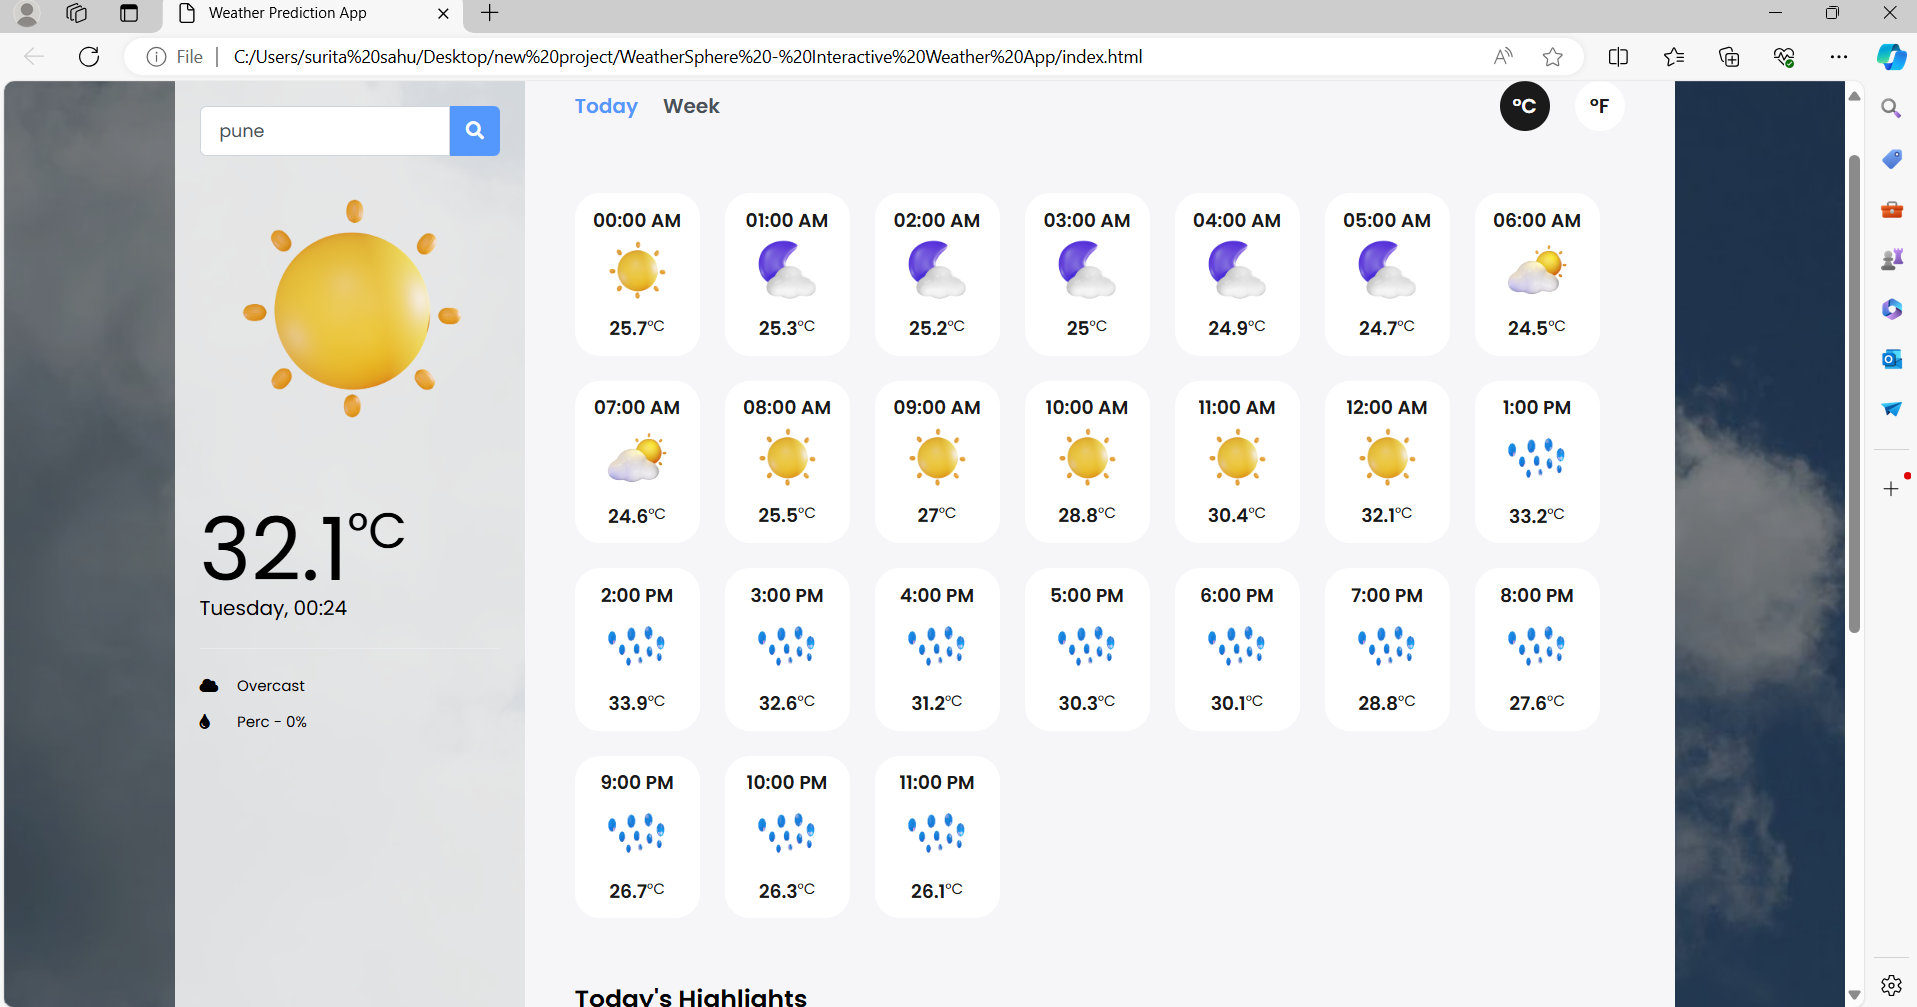 Weather Prediction App
File
C:/Users/surita%20sahu/Desktop/new%20project/WeatherSphere%20-%20Interactive%20Weather%20App/index.html
pune
Today Week
°C °F
00:00 AM 01:00 AM 02:00 AM 03:00 AM 04:00 AM 05:00 AM 06:00 AM
25.7°C 25.3°C 25.2°C 25°C 24.9°C 24.7°C 24.5°C
07:00 AM 08:00 AM 09:00 AM 10:00 AM 11:00 AM 12:00 AM 1:00 PM
24.6°C 25.5°C 27°C 28.8°C 30.4°C 32.1°C 33.2°C
2:00 PM 3:00 PM 4:00 PM 5:00 PM 6:00 PM 7:00 PM 8:00 PM
33.9°C 32.6°C 31.2°C 30.3°C 30.1°C 28.8°C 27.6°C
9:00 PM 10:00 PM 11:00 PM
26.7°C 26.3°C 26.1°C
32.1°C
Tuesday, 00:24
Overcast
Perc - 0%
Today's Highlights